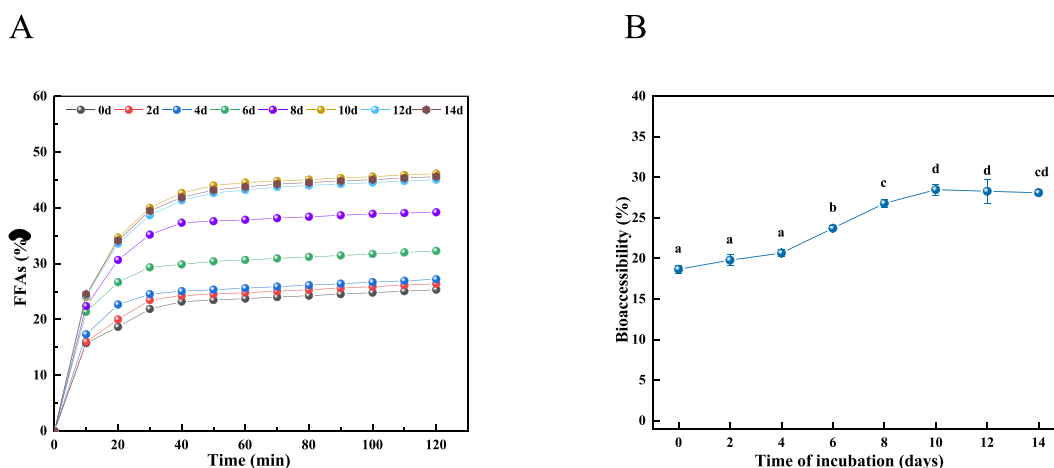 A
B
FFAs (%
60
50
40
30
20
10
0
0d 2d 4d 6d 8d 10d 12d 14d
0 20 40 60 80 100 120
Time (min)
Bioaccessibility (%)
40
35
30
25
20
15
10
5
0
a a a b c d d cd
0 2 4 6 8 10 12 14
Time of incubation (days)